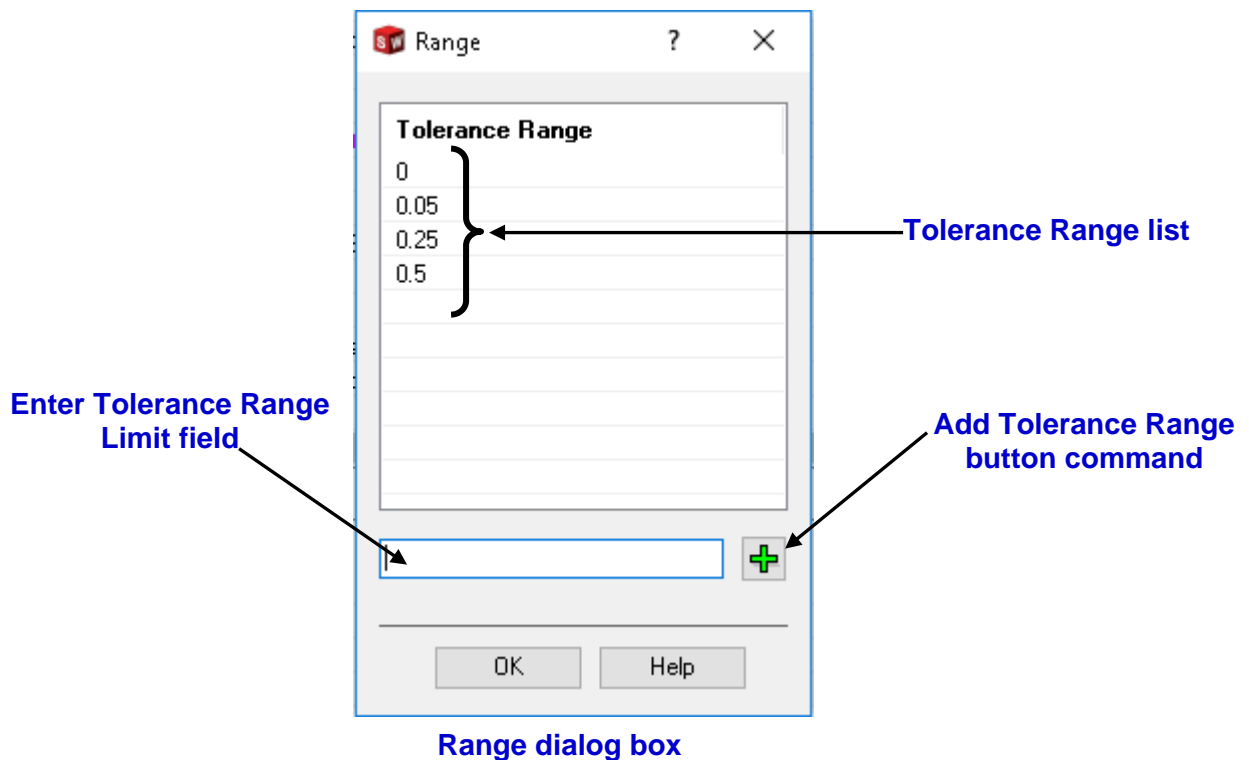 SW Range ? ×
Tolerance Range
0
0.05
0.25
0.5
Tolerance Range list
Enter Tolerance Range
Limit field
Add Tolerance Range
button command
OK Help
Range dialog box